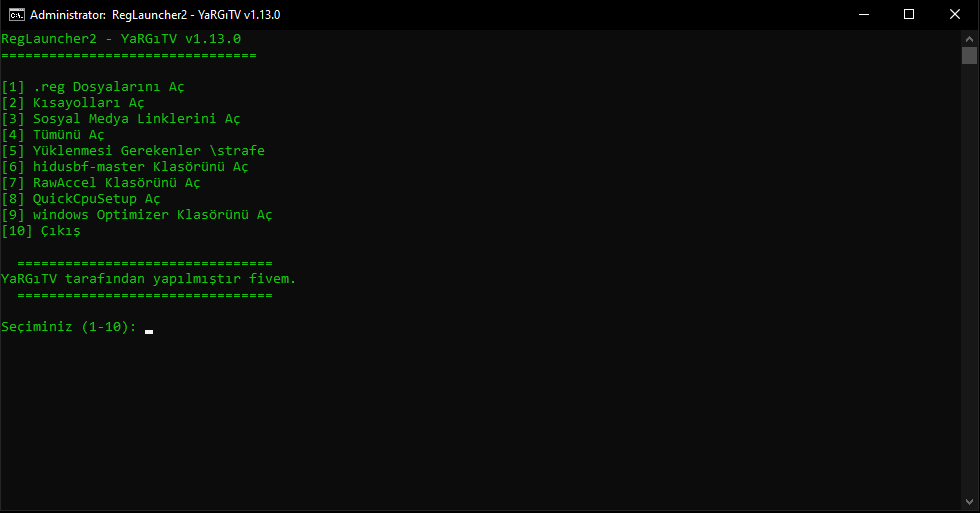 Administrator: RegLauncher2 - YaRGıTV v1.13.0
RegLauncher2 - YaRGıTV v1.13.0
================================
[1] .reg Dosyalarını Aç
[2] Kısayolları Aç
[3] Sosyal Medya Linklerini Aç
[4] Tümünü Aç
[5] Yüklenmesi Gerekenler \strafe
[6] hidusbf-master Klasörünü Aç
[7] RawAccel Klasörünü Aç
[8] QuickCpuSetup Aç
[9] windows Optimizer Klasörünü Aç
[10] Çıkış
================================
YaRGıTV tarafından yapılmıştır fivem.
================================
Seçiminiz (1-10):